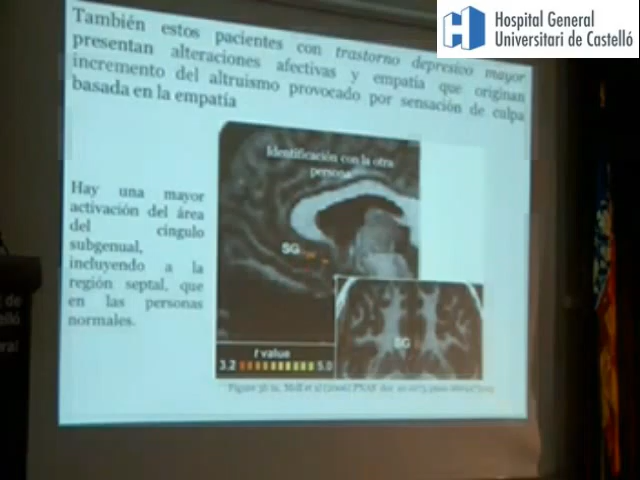 Hospital General
Universitari de Castelló
También estos pacientes con trastorno depresivo mayor
presentan alteraciones afectivas y empatía que originan
incremento del altruismo provocado por sensación de culpa
basada en la empatía
Identificación con la otra
persona
Hay una mayor
activación del área
del cíngulo
subgenual,
incluyendo a la
región septal, que
en las personas
normales.
SG
SG
t value
3.2 5.0